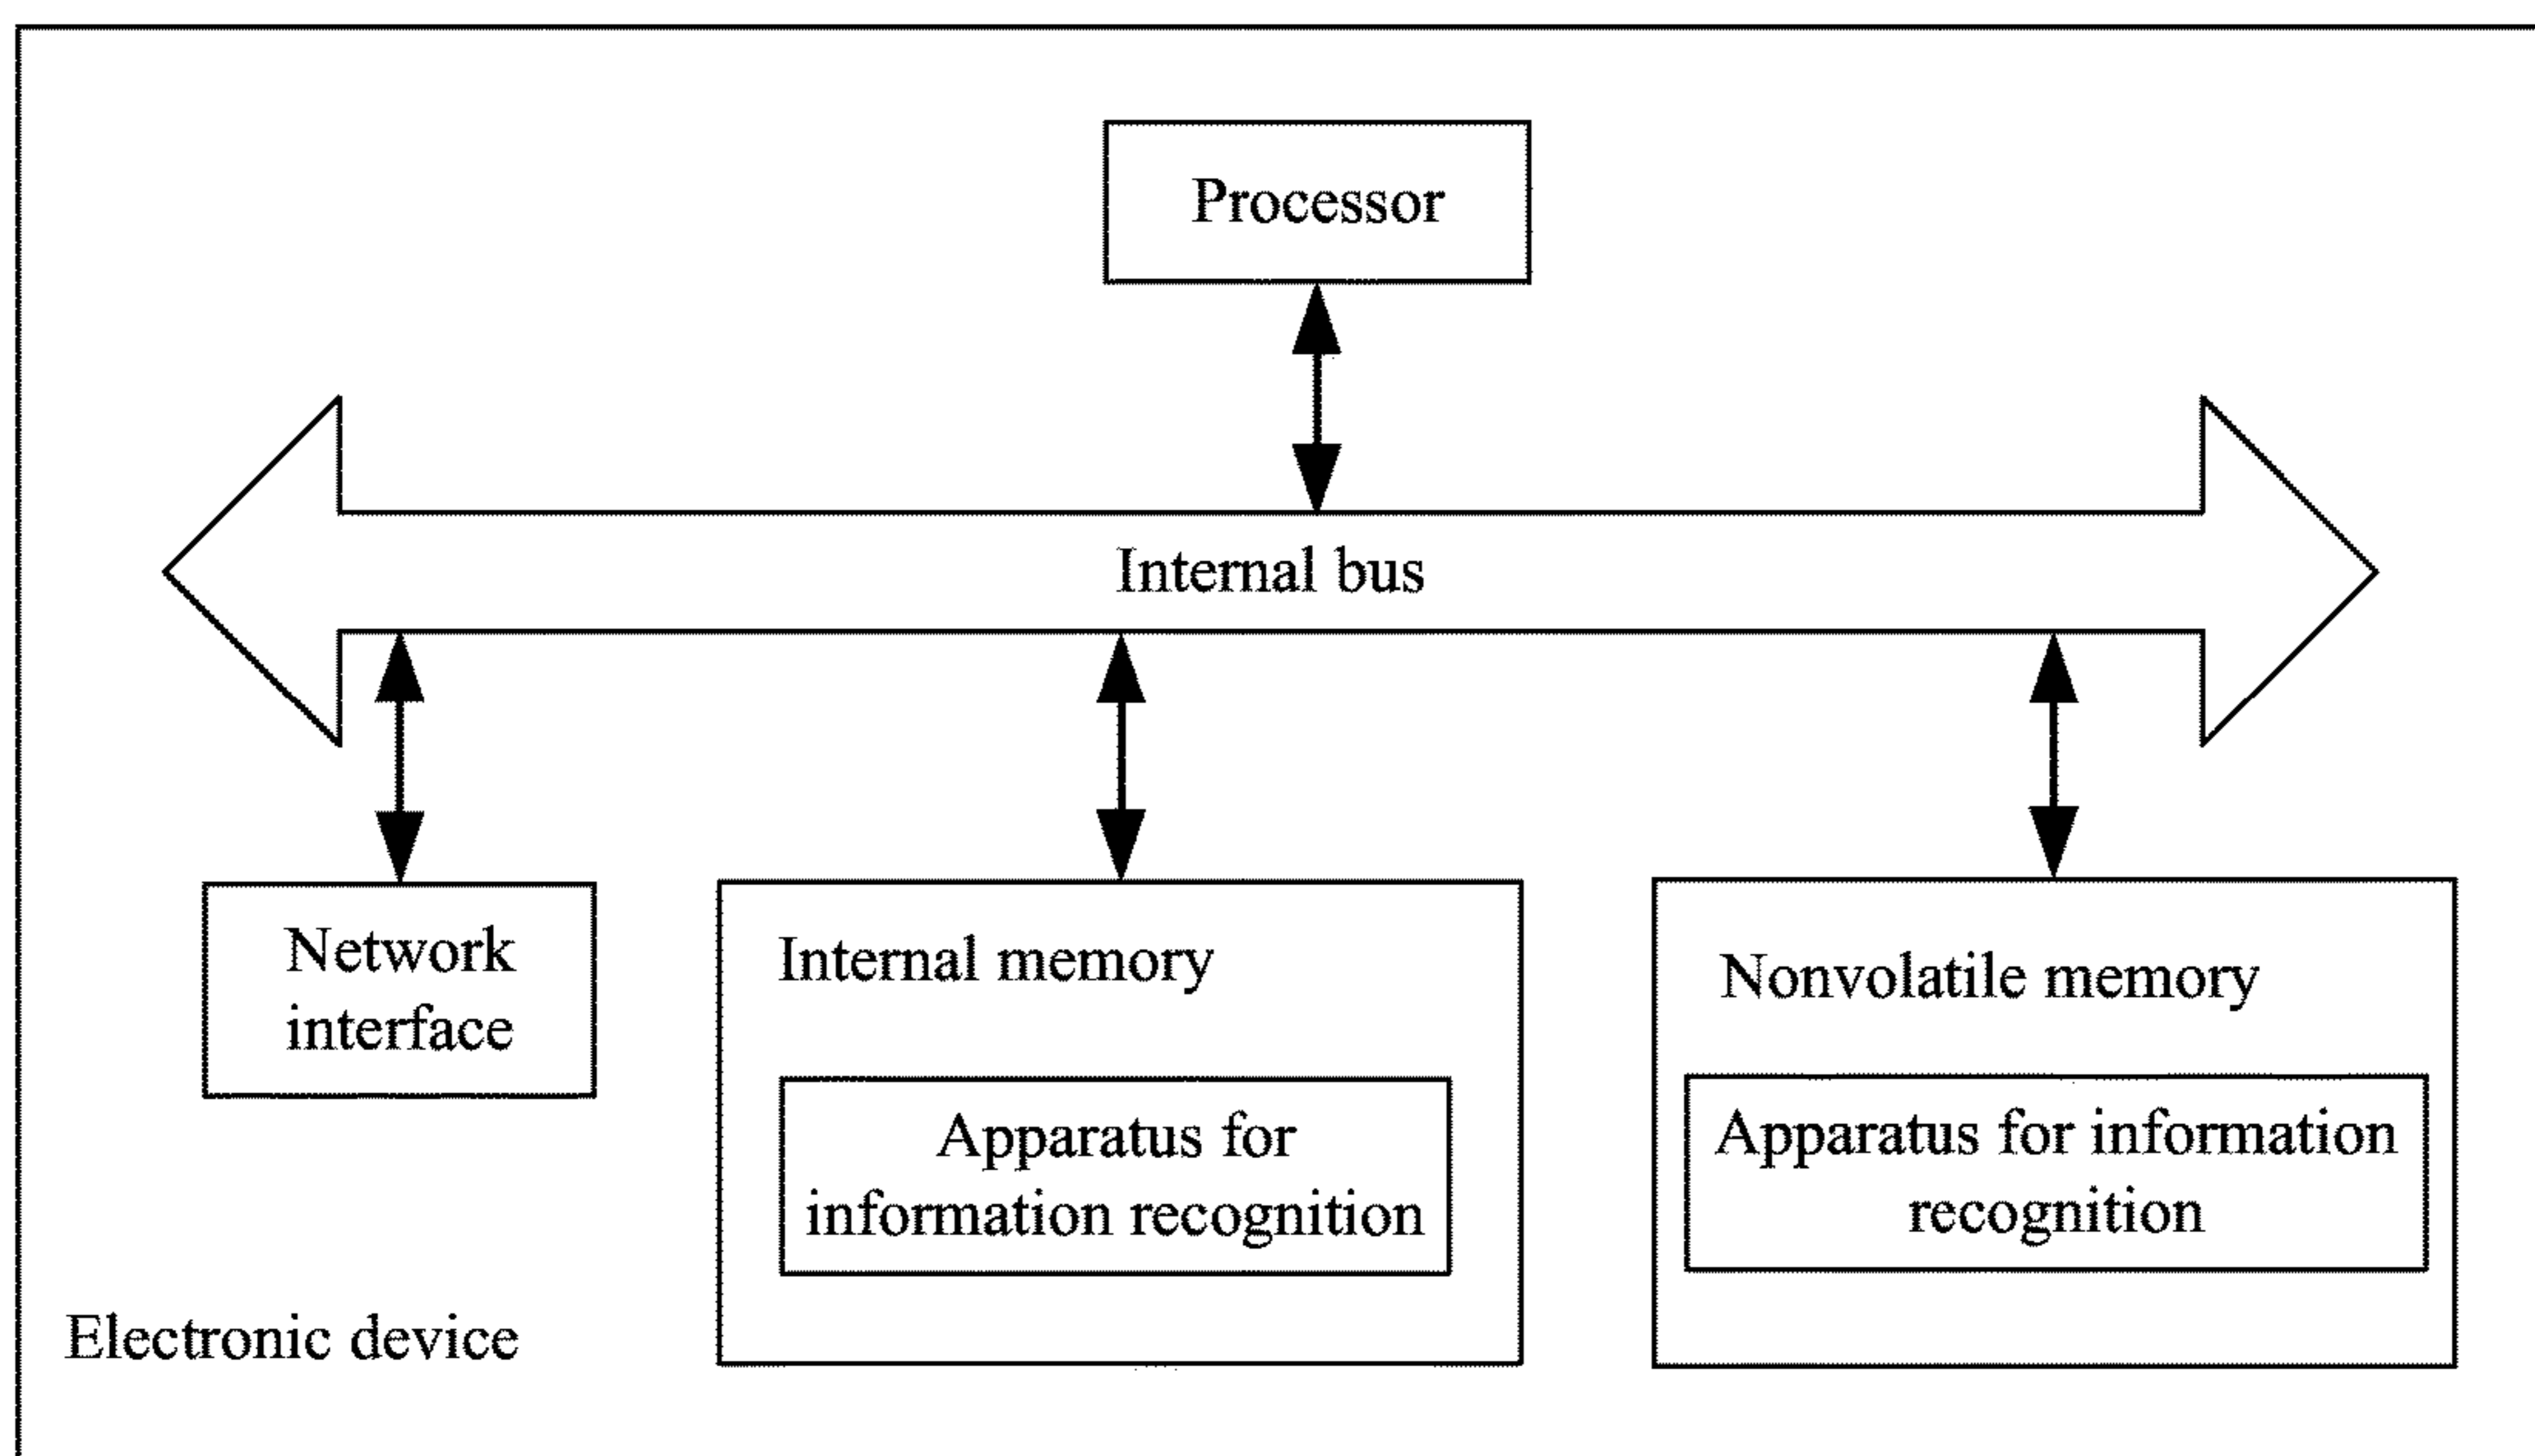 Processor
Internal bus
Network
interface
Internal memory
Apparatus for
information recognition
Nonvolatile memory
Apparatus for information
recognition
Electronic device